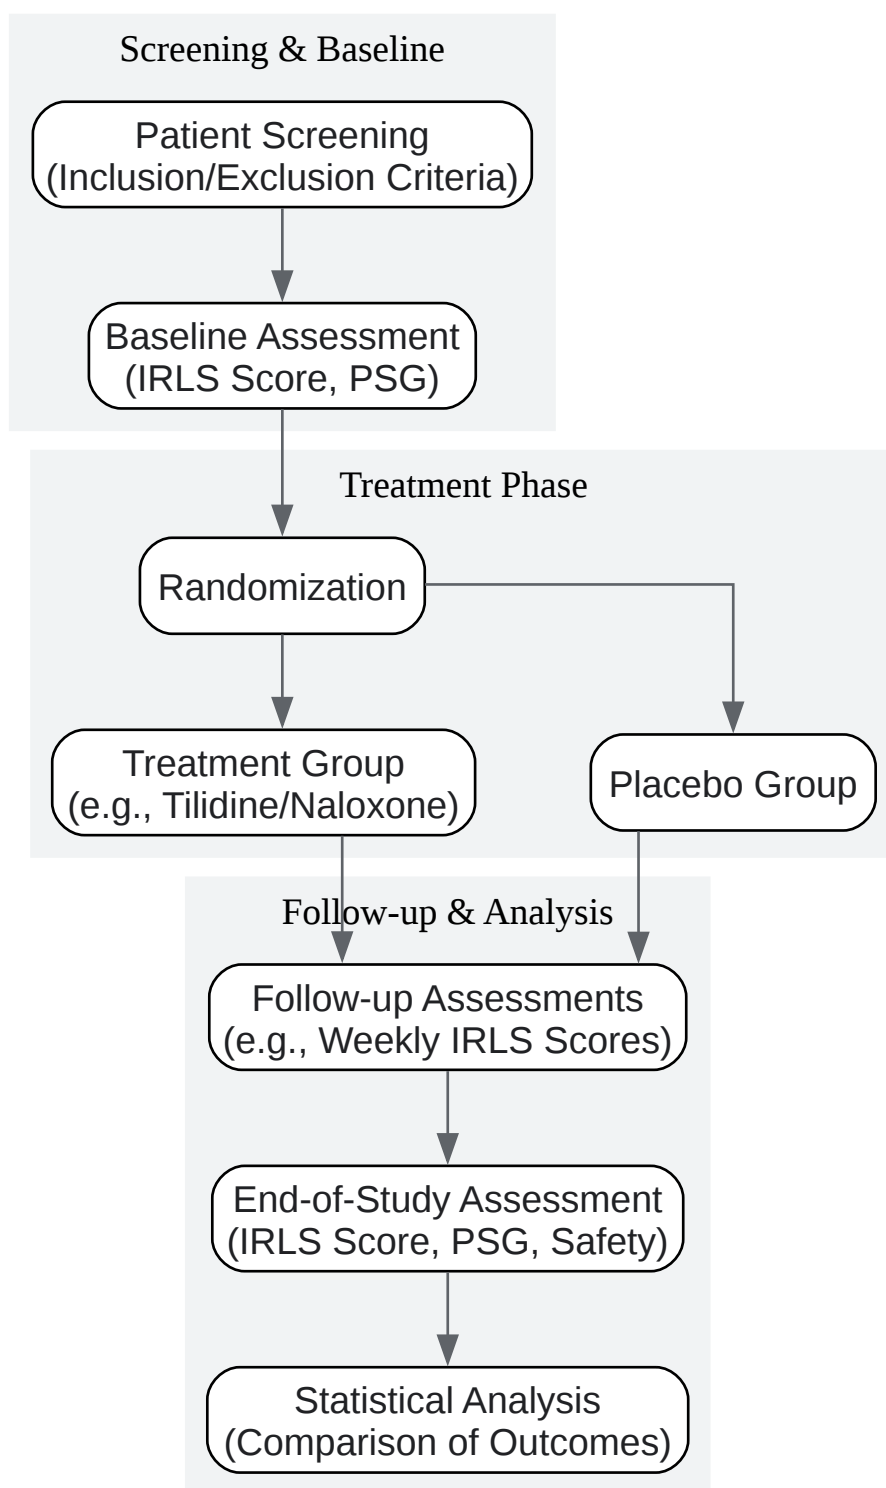 Screening & Baseline
Patient Screening
(Inclusion/Exclusion Criteria)
Baseline Assessment
(IRLS Score, PSG)
Treatment Phase
Randomization
Treatment Group
(e.g., Tilidine/Naloxone)
Placebo Group
Follow-up & Analysis
Follow-up Assessments
(e.g., Weekly IRLS Scores)
End-of-Study Assessment
(IRLS Score, PSG, Safety)
Statistical Analysis
(Comparison of Outcomes)